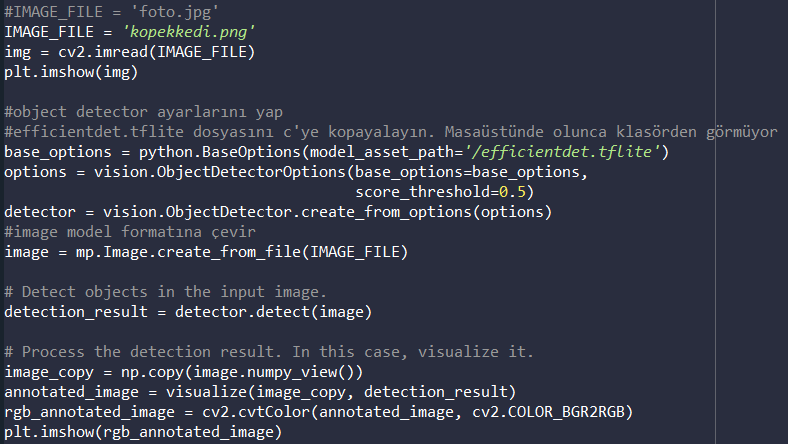 #IMAGE_FILE = 'foto.jpg'
IMAGE_FILE = 'kopekkedi.png'
img = cv2.imread(IMAGE_FILE)
plt.imshow(img)
#object detector ayarlarını yap
#efficientdet.tflite dosyasını c'ye kopayalayın. Masaüstünde olunca klasörden görmüyor
base_options = python.BaseOptions(model_asset_path='/efficientdet.tflite')
options = vision.ObjectDetectorOptions(base_options=base_options,
score_threshold=0.5)
detector = vision.ObjectDetector.create_from_options(options)
#image model formatına çevir
image = mp.Image.create_from_file(IMAGE_FILE)
# Detect objects in the input image.
detection_result = detector.detect(image)
# Process the detection result. In this case, visualize it.
image_copy = np.copy(image.numpy_view())
annotated_image = visualize(image_copy, detection_result)
rgb_annotated_image = cv2.cvtColor(annotated_image, cv2.COLOR_BGR2RGB)
plt.imshow(rgb_annotated_image)